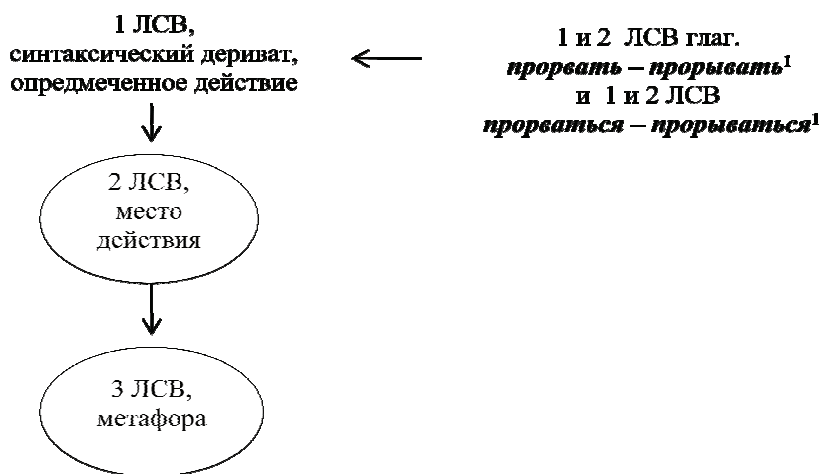 1 ЛСВ,
синтаксический дериват,
опредмеченное действие
1 и 2 ЛСВ глаг.
прорвать – прорывать¹
и 1 и 2 ЛСВ
прорваться – прорываться¹
2 ЛСВ,
место
действия
3 ЛСВ,
метафора